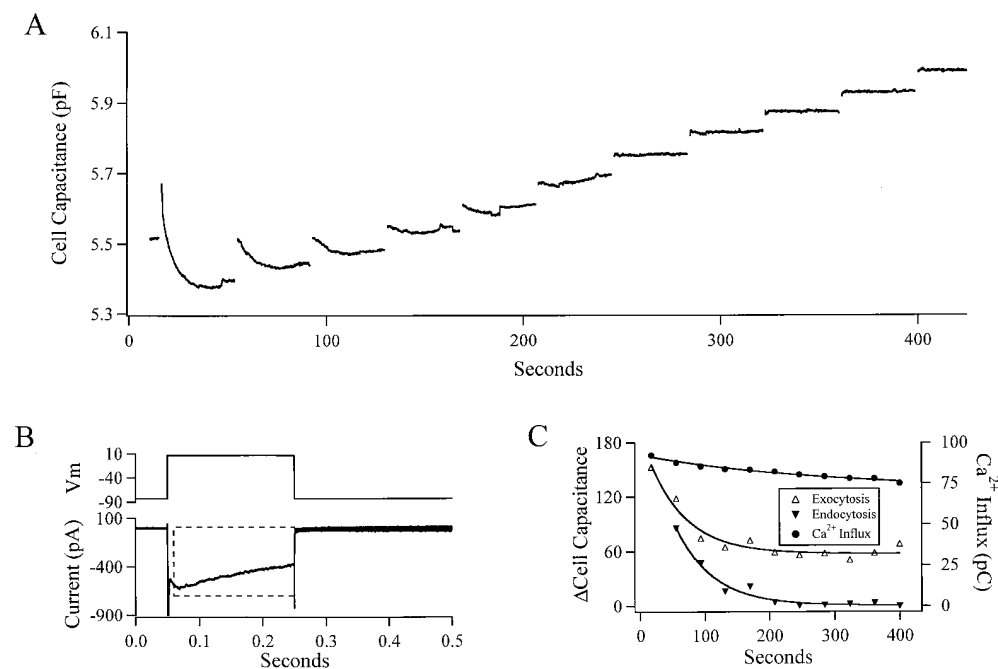 A
6.1
5.9
5.7
5.5
5.3
Cell Capacitance (pF)
0
100
200
300
400
Seconds
B
10
-40
-90
Vm
100
-400
-900
Current (pA)
0.0
0.1
0.2
0.3
0.4
0.5
Seconds
C
180
120
60
0
ΔCell Capacitance
100
75
50
25
0
Ca2+ Influx (pC)
Exocytosis
Endocytosis
Ca2+ Influx
0
100
200
300
400
Seconds